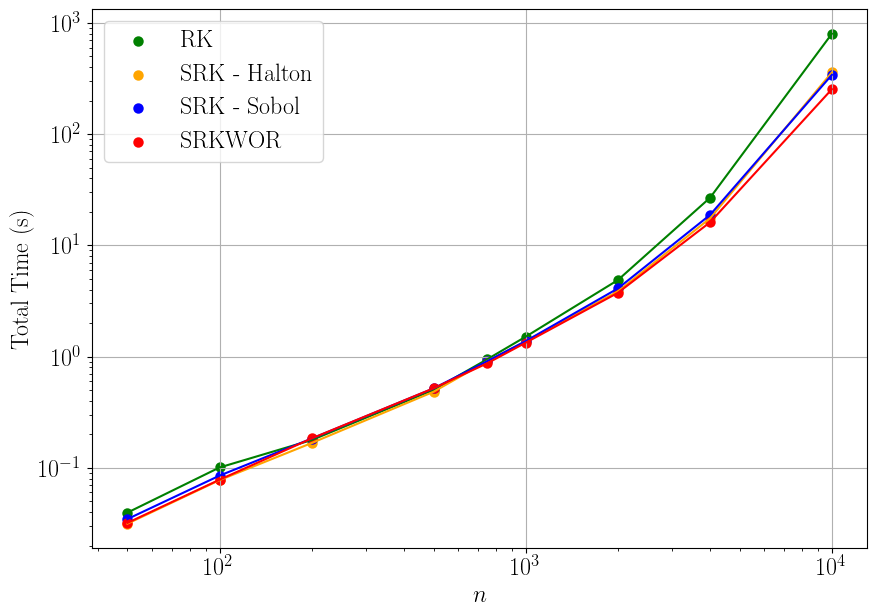 10^3
10^2
10^1
10^0
10^{-1}
Total Time (s)
RK
SRK - Halton
SRK - Sobol
SRKWOR
10^2
10^3
10^4
n